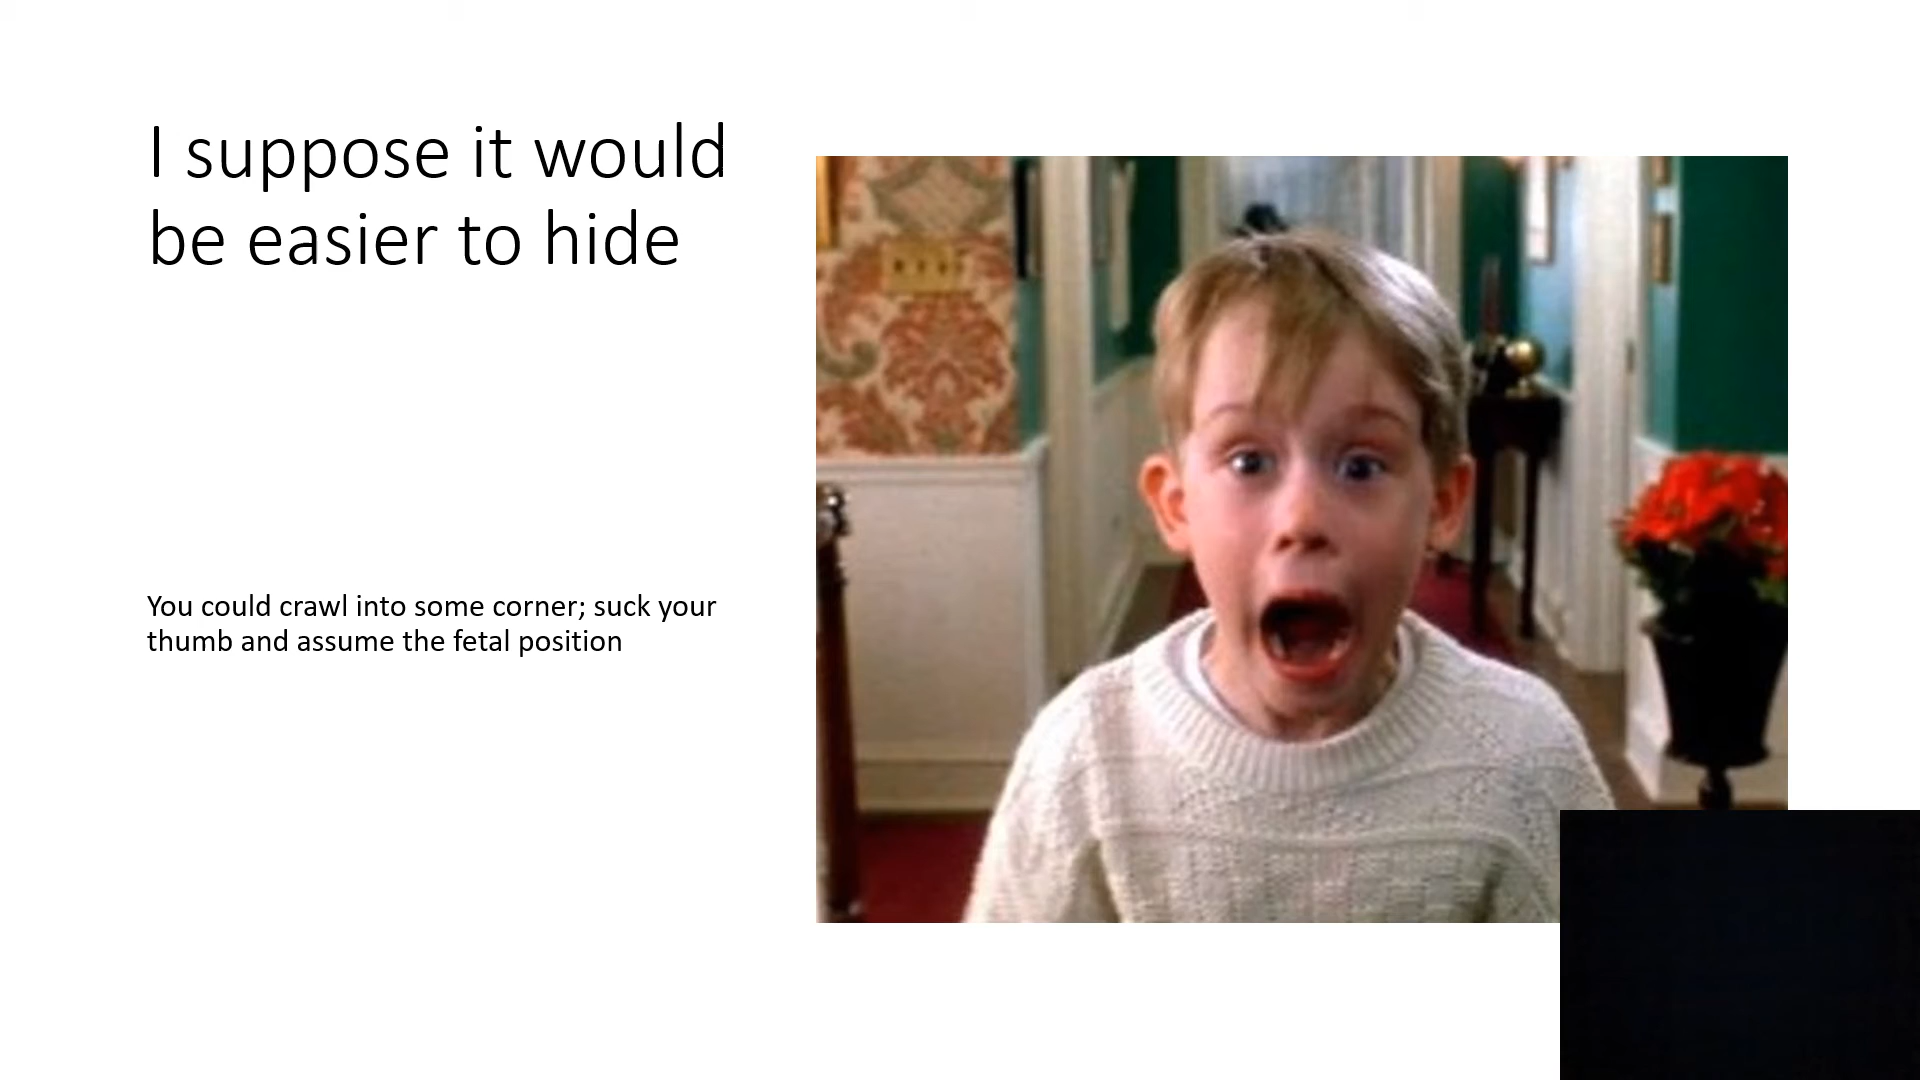 I suppose it would
be easier to hide
You could crawl into some corner; suck your
thumb and assume the fetal position